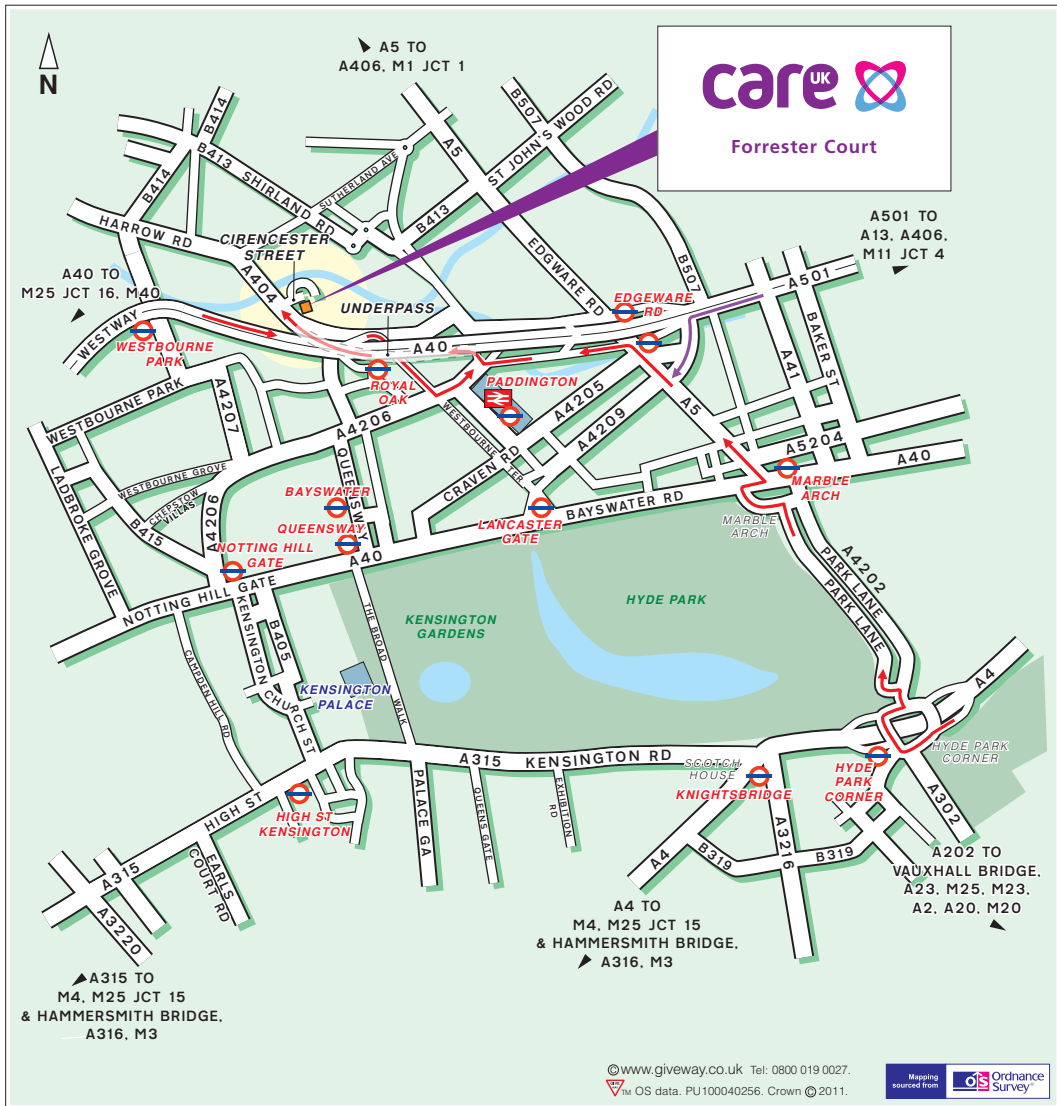 N
A5 TO
A406, M1 JCT 1
care UK
Forrester Court
B414
B414
B413
SHIRLAND RD
SUTHERLAND AVE
A5
B507
ST JOHN'S WOOD RD
B413
HARROW RD
CIRENCESTER
STREET
A404
EDGWARE RD
B507
A501 TO
A13, A406,
M11 JCT 4
A501
A40 TO
M25 JCT 16, M40
WESTWAY
WESTBOURNE
PARK
UNDERPASS
A40
EDGEWARE
RD
BAKER ST
A41
ROYAL
OAK
PADDINGTON
WESTBOURNE PARK
A4207
A4206
WESTBOURNE TER
A4205
A4209
A5
A5204
A40
LADBROKE GROVE
WESTBOURNE GROVE
CHEPSTOW
VILLAS
B415
A4206
QUEENSWAY
CRAVEN RD
BAYSWATER
QUEENSWAY
LANCASTER
GATE
BAYSWATER RD
MARBLE
ARCH
MARBLE
ARCH
NOTTING HILL
GATE
A40
NOTTING HILL GATE
A4202
PARK LANE
PARK LANE
KENSINGTON
CHURCH ST
B405
CAMPDEN HILL RD
THE BROAD
WALK
KENSINGTON
GARDENS
HYDE PARK
KENSINGTON
PALACE
A4
HYDE PARK
CORNER
A315
KENSINGTON RD
SCOTCH
HOUSE
KNIGHTSBRIDGE
HYDE
PARK
CORNER
HIGH ST
HIGH ST
KENSINGTON
PALACE GA
QUEENS GATE
EXHIBITION
RD
A302
A4
B319
A3216
B319
A315
EARLS
COURT RD
A3220
A202 TO
VAUXHALL BRIDGE,
A23, M25, M23,
A2, A20, M20
A4 TO
M4, M25 JCT 15
& HAMMERSMITH BRIDGE,
A316, M3
A315 TO
M4, M25 JCT 15
& HAMMERSMITH BRIDGE,
A316, M3
© www.giveway.co.uk Tel: 0800 019 0027.
TM OS data. PU100040256. Crown © 2011.
Mapping
sourced from
OS Ordnance
Survey®